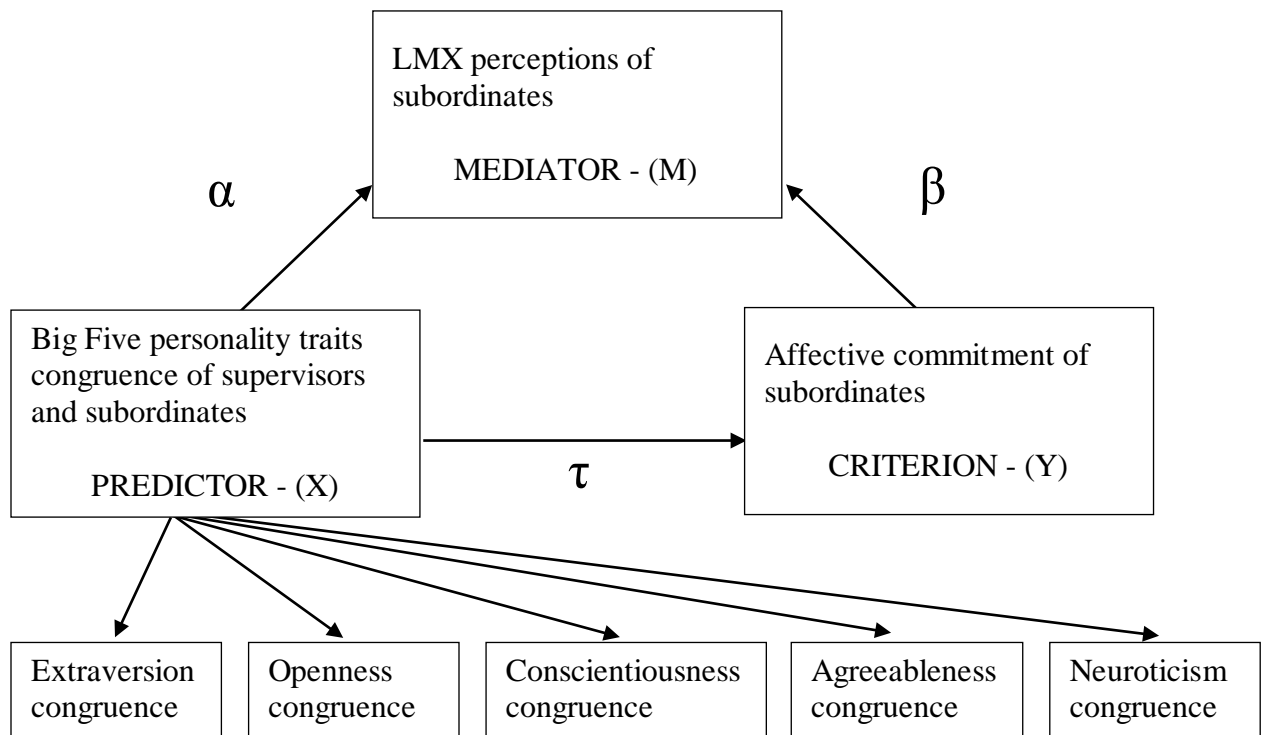 LMX perceptions of
subordinates
MEDIATOR - (M)
α
β
Big Five personality traits
congruence of supervisors
and subordinates
PREDICTOR - (X)
τ
Affective commitment of
subordinates
CRITERION - (Y)
Extraversion
congruence
Openness
congruence
Conscientiousness
congruence
Agreeableness
congruence
Neuroticism
congruence